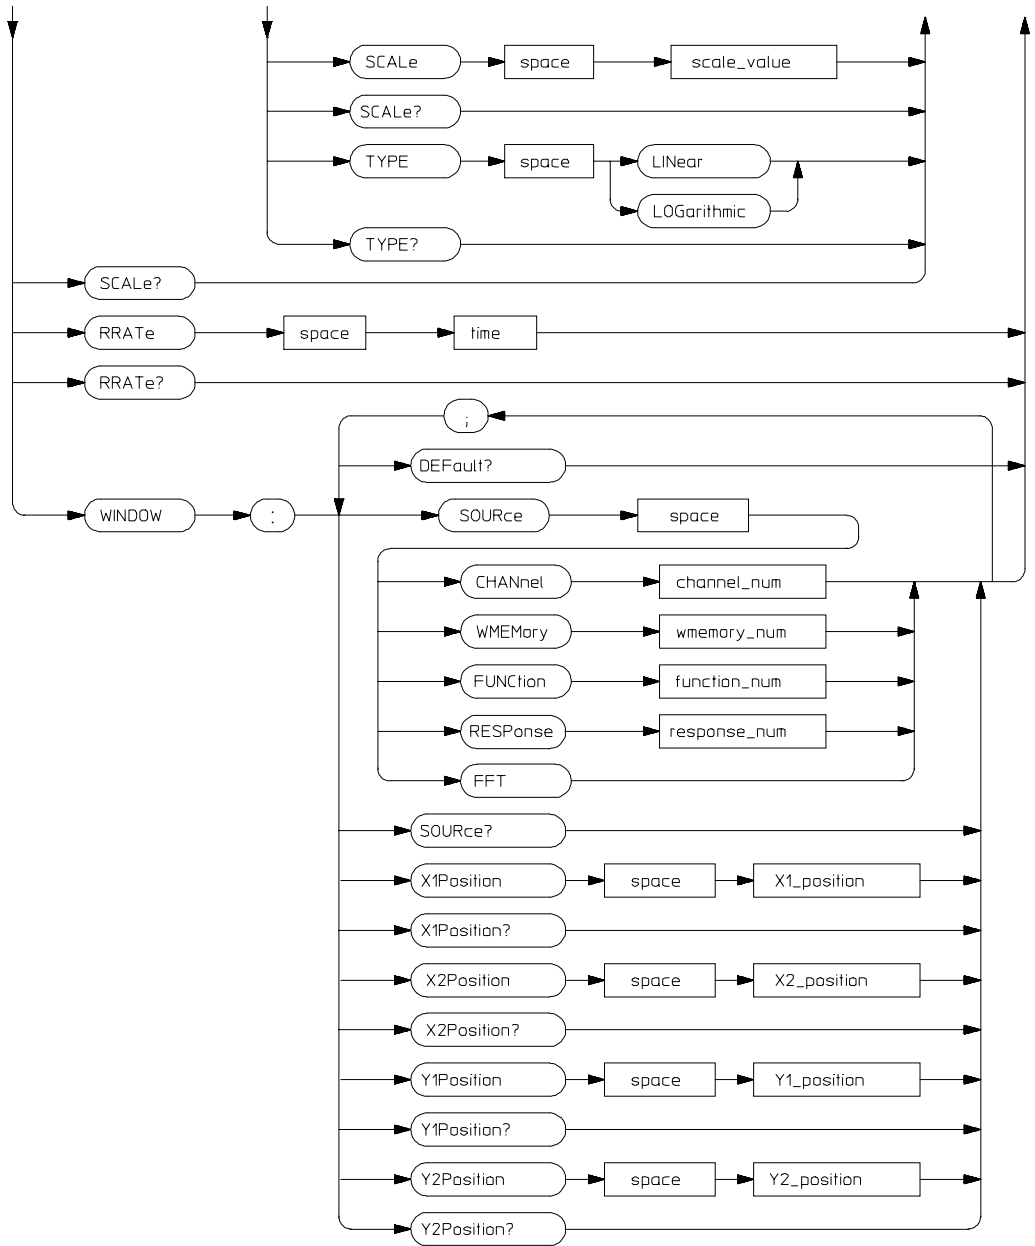 SCALe space scale_value
SCALe?
TYPE space LINear
LOGarithmic
TYPE?
SCALe?
RRATe space time
RRATe?
;
DEFault?
WINDOW : SOURce space
CHANnel channel_num
WMEMory wmemory_num
FUNCtion function_num
RESPonse response_num
FFT
SOURce?
X1Position space X1_position
X1Position?
X2Position space X2_position
X2Position?
Y1Position space Y1_position
Y1Position?
Y2Position space Y2_position
Y2Position?